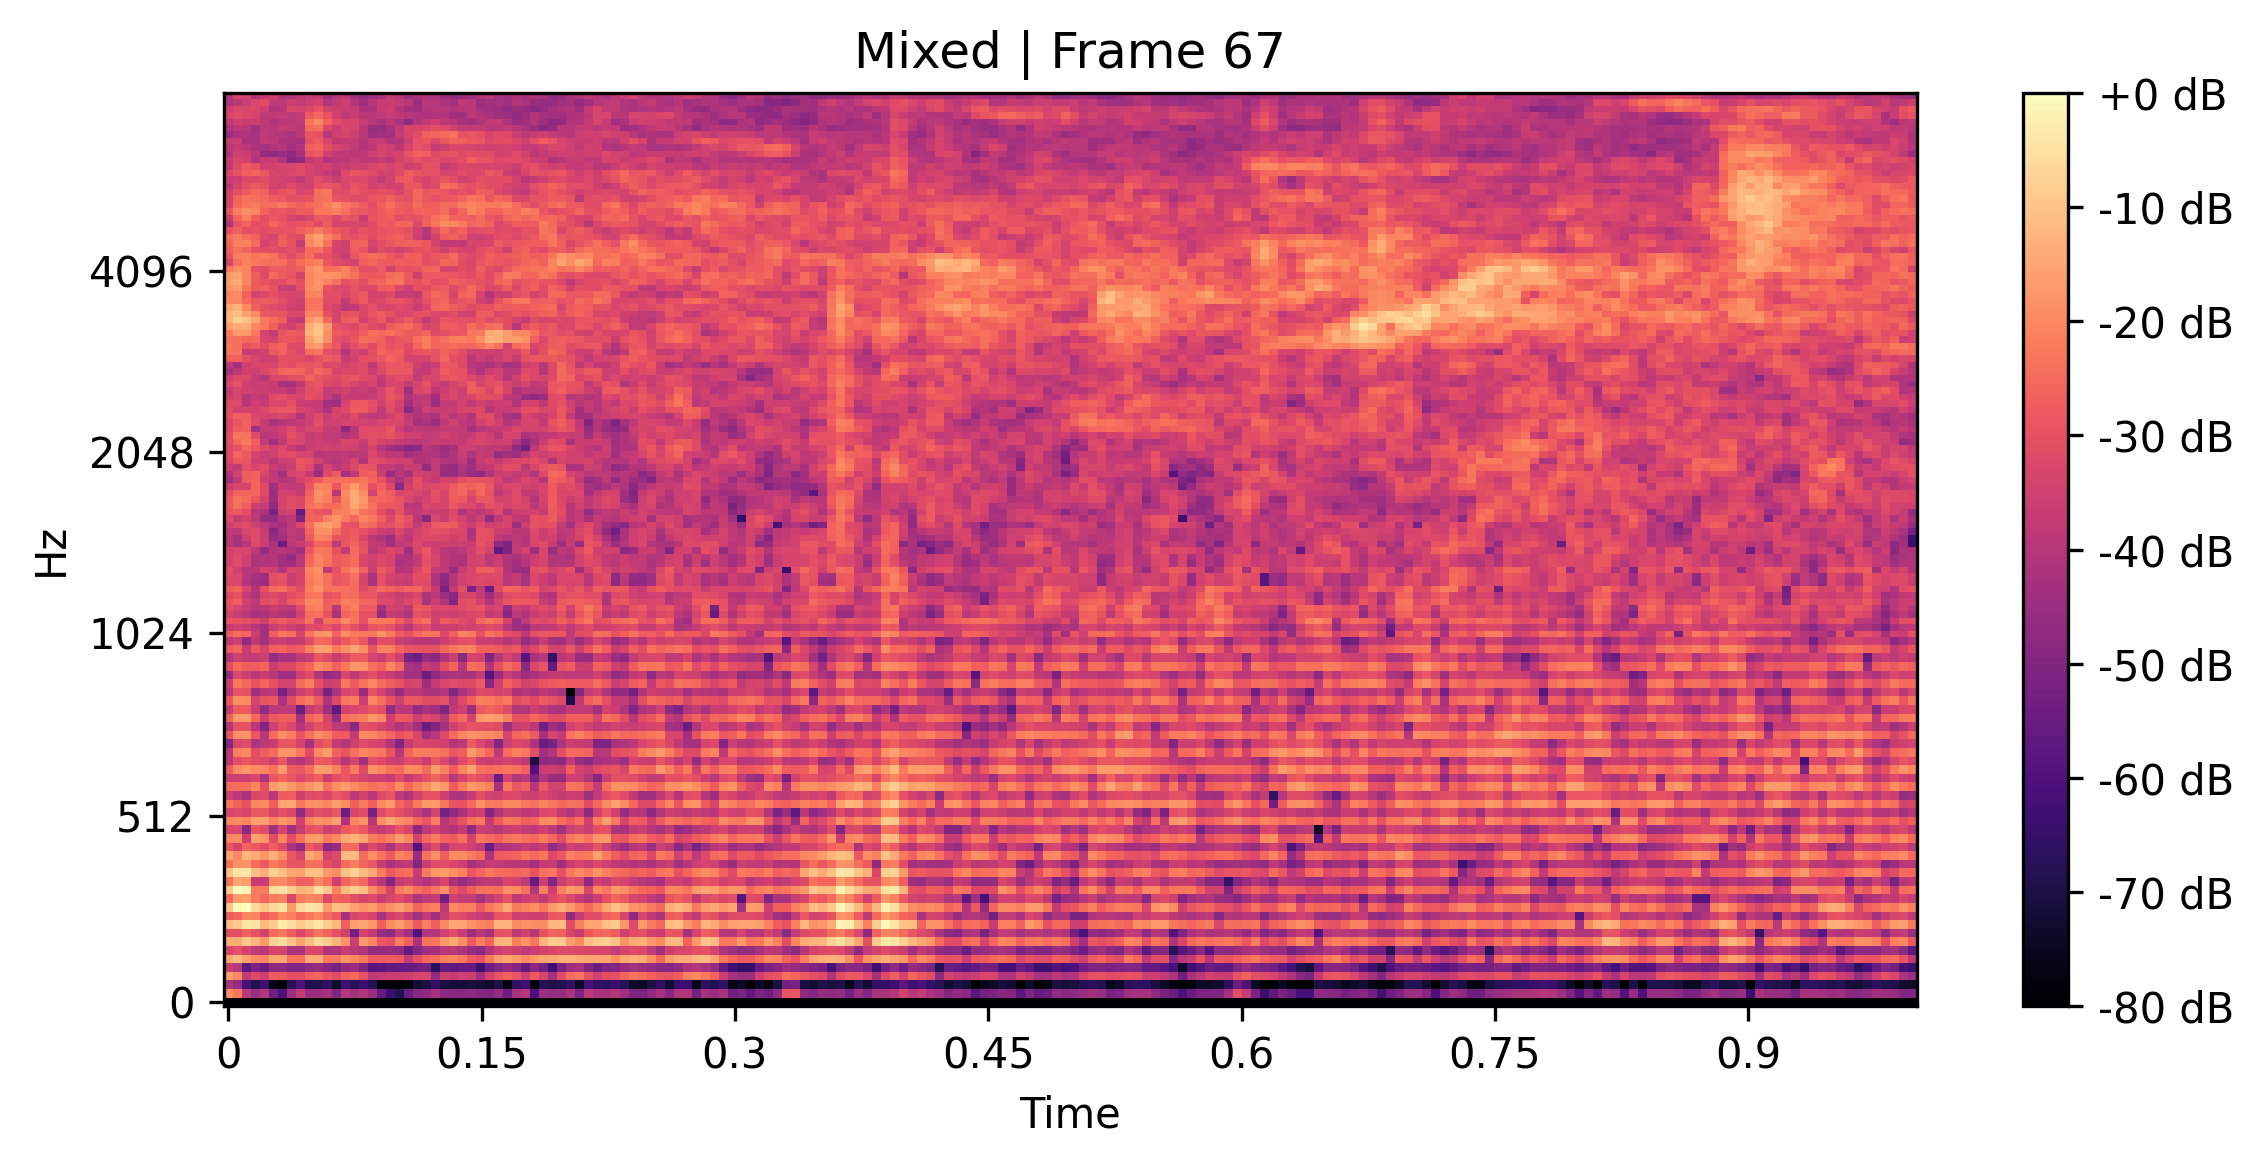 Mixed | Frame 67
+0 dB
-10 dB
-20 dB
-30 dB
-40 dB
-50 dB
-60 dB
-70 dB
-80 dB
4096
2048
1024
512
0
Hz
0 0.15 0.3 0.45 0.6 0.75 0.9
Time